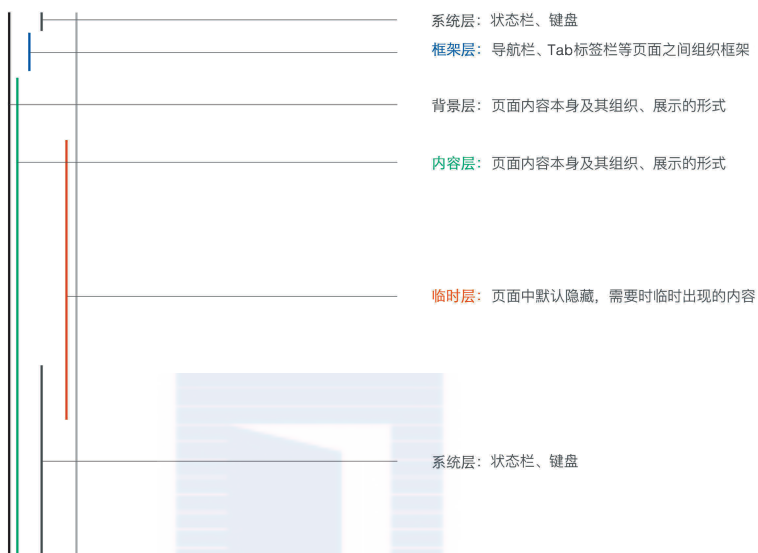 系统层：状态栏、键盘
框架层：导航栏、Tab标签栏等页面之间组织框架
背景层：页面内容本身及其组织、展示的形式
内容层：页面内容本身及其组织、展示的形式
临时层：页面中默认隐藏，需要时临时出现的内容
系统层：状态栏、键盘